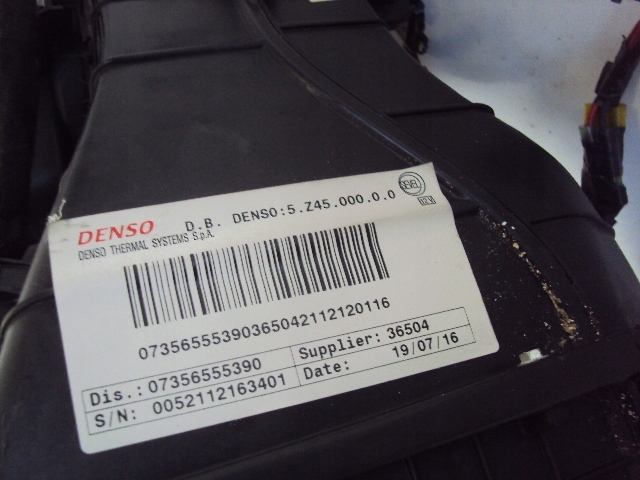 DENSO D.B. DENSO:5.Z45.000.0.0
DENSO THERMAL SYSTEMS S.p.A.
07356555390365042112120116
Dis.: 07356555390 Supplier: 36504
S/N: 0052112163401 Date: 19/07/16